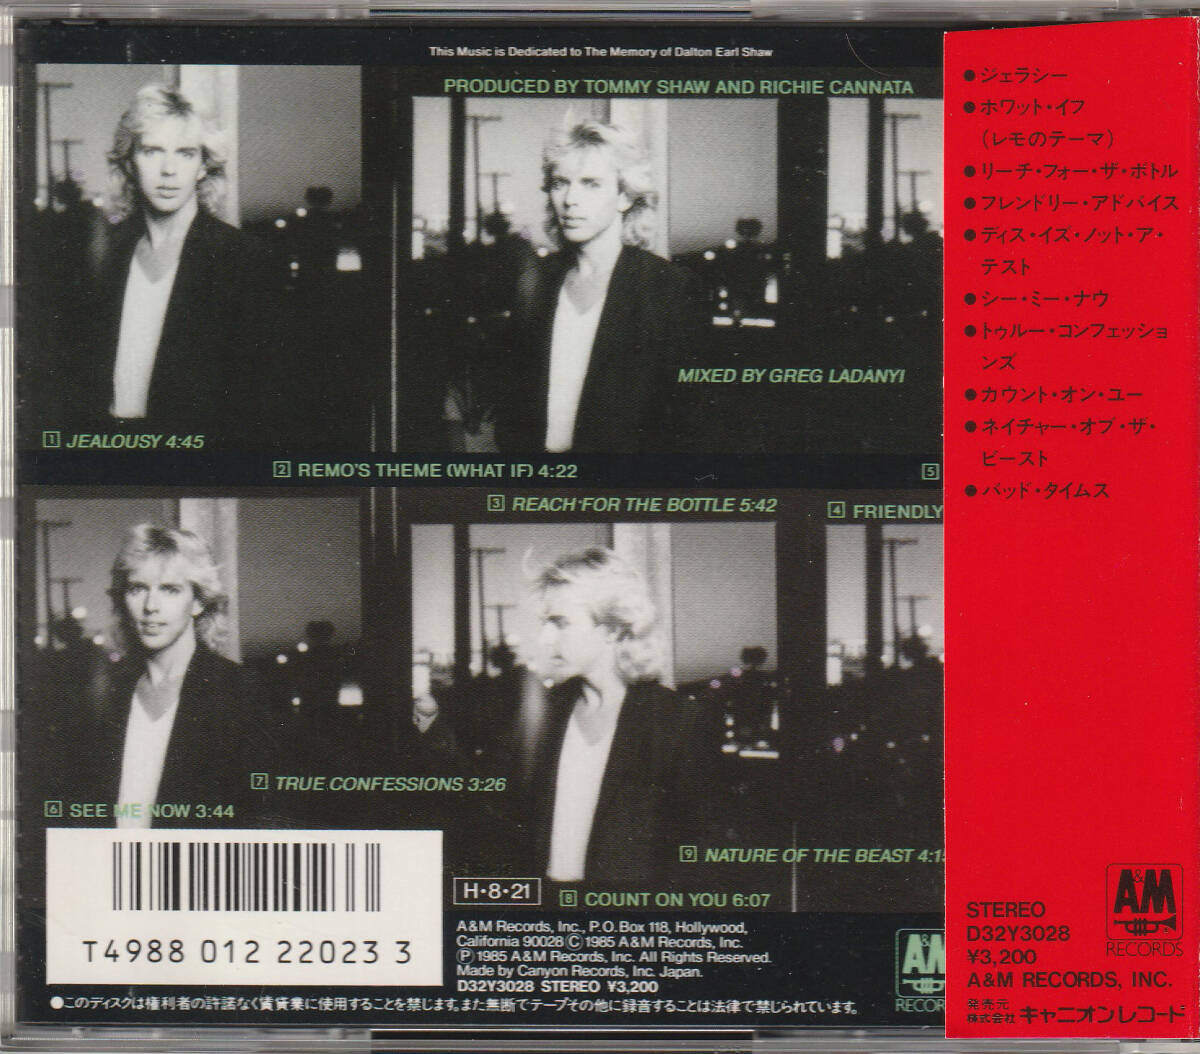 This Music is Dedicated to The Memory of Dalton Earl Shaw
PRODUCED BY TOMMY SHAW AND RICHIE CANNATA
MIXED BY GREG LADANYI
1 JEALOUSY 4:45
2 REMO'S THEME (WHAT IF) 4:22
5
3 REACH FOR THE BOTTLE 5:42
4 FRIENDLY
7 TRUE CONFESSIONS 3:26
6 SEE ME NOW 3:44
9 NATURE OF THE BEAST 4:15
8 COUNT ON YOU 6:07
H・8・21
T4988 012 22023 3
A&M Records, Inc., P.O. Box 118, Hollywood,
California 90028 Ⓒ 1985 A&M Records, Inc.
Ⓟ 1985 A&M Records, Inc. All Rights Reserved.
Made by Canyon Records, Inc. Japan.
D32Y3028 STEREO ¥3,200
●このディスクは権利者の許諾なく賃貸業に使用することを禁じます。また無断でテープその他に録音することは法律で禁じられています。
A&M
RECOR
●ジェラシー
●ホワット・イフ
(レモのテーマ)
●リーチ・フォー・ザ・ボトル
●フレンドリー・アドバイス
●ディス・イズ・ノット・ア・
テスト
●シー・ミー・ナウ
●トゥルー・コンフェッショ
ンズ
●カウント・オン・ユー
●ネイチャー・オブ・ザ・
ビースト
●バッド・タイムス
A&M
RECORDS
STEREO
D32Y3028
¥3,200
A&M RECORDS, INC.
発売元
株式会社 キャニオンレコード